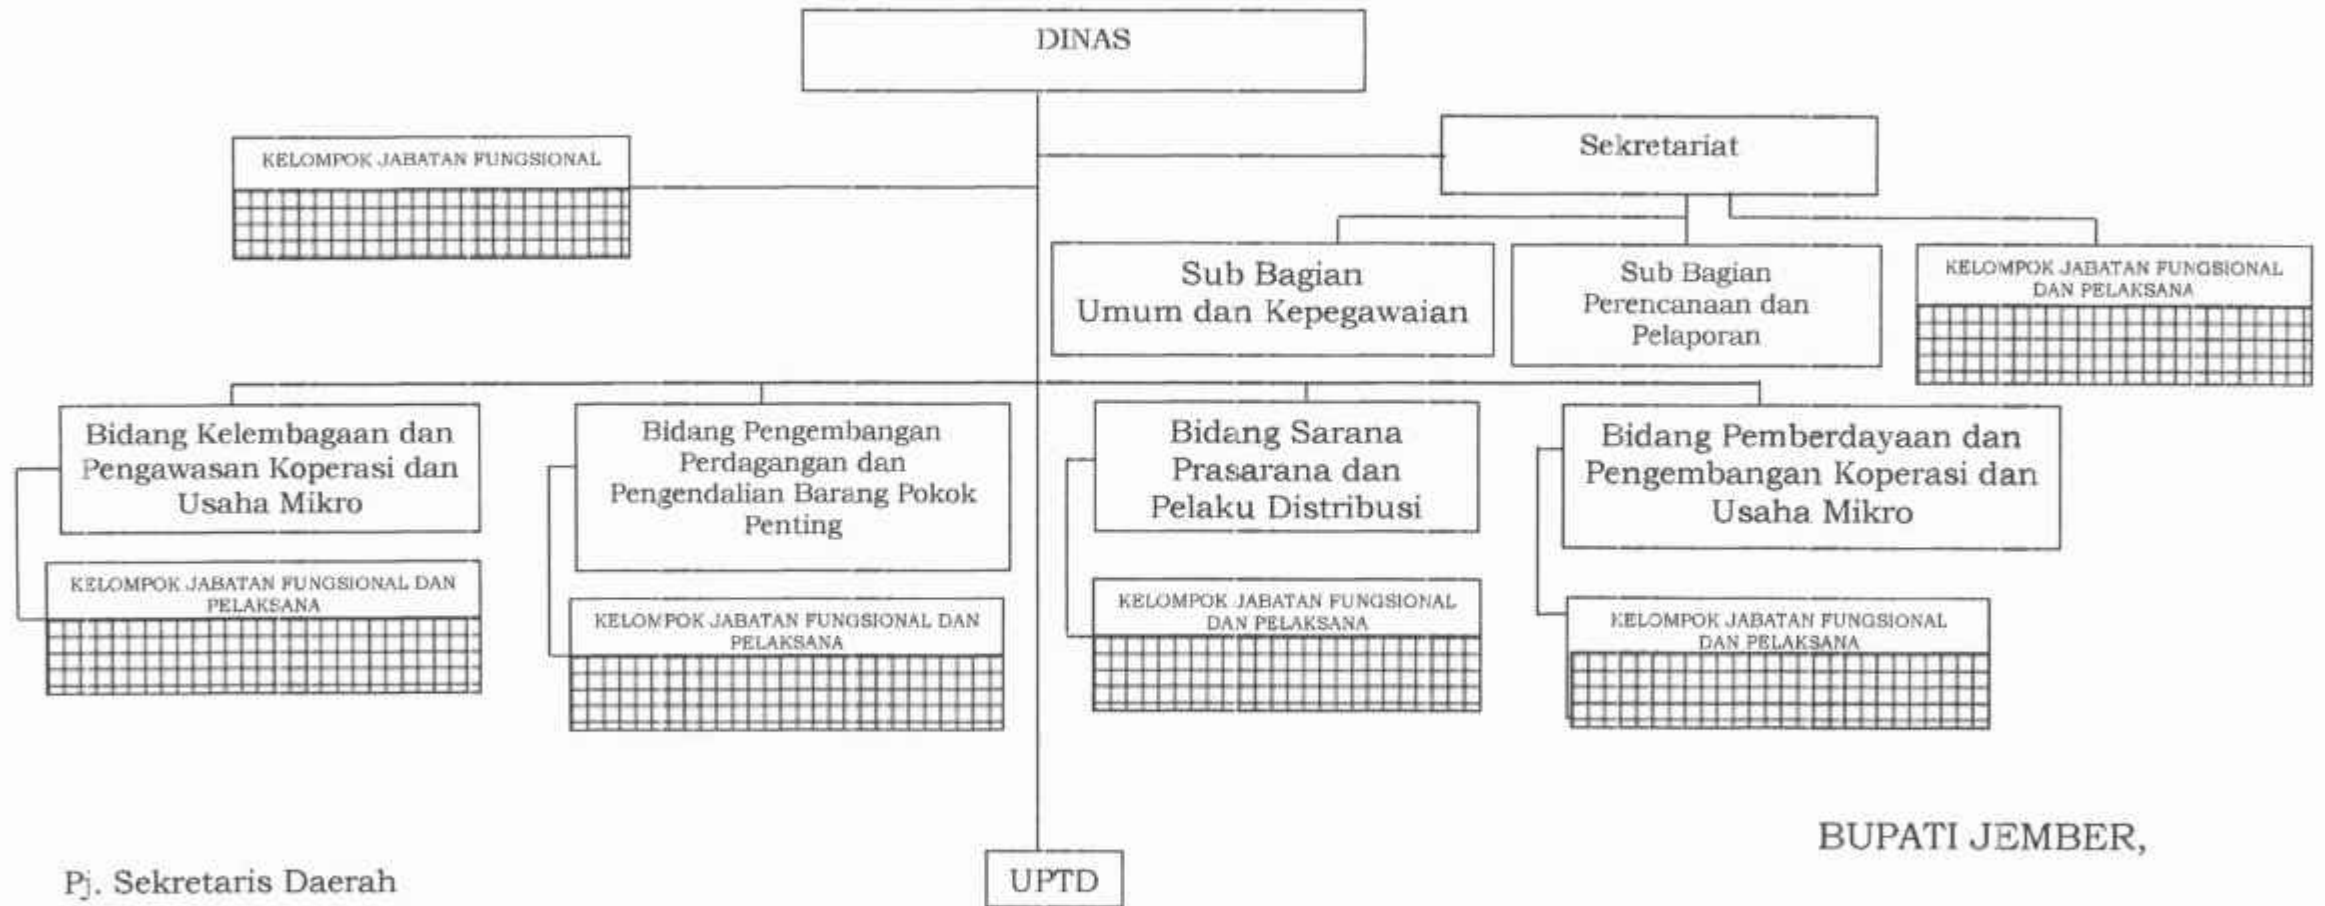 DINAS
Sekretariat
KELOMPOK JABATAN FUNGSIONAL
Sub Bagian
Umum dan Kepegawaian
Sub Bagian
Perencanaan dan
Pelaporan
KELOMPOK JABATAN FUNGSIONAL
DAN PELAKSANA
Bidang Kelembagaan dan
Pengawasan Koperasi dan
Usaha Mikro
Bidang Pengembangan
Perdagangan dan
Pengendalian Barang Pokok
Penting
Bidang Sarana
Prasarana dan
Pelaku Distribusi
Bidang Pemberdayaan dan
Pengembangan Koperasi dan
Usaha Mikro
KELOMPOK JABATAN FUNGSIONAL DAN
PELAKSANA
KELOMPOK JABATAN FUNGSIONAL DAN
PELAKSANA
KELOMPOK JABATAN FUNGSIONAL
DAN PELAKSANA
KELOMPOK JABATAN FUNGSIONAL
DAN PELAKSANA
BUPATI JEMBER,
Pj. Sekretaris Daerah
UPTD